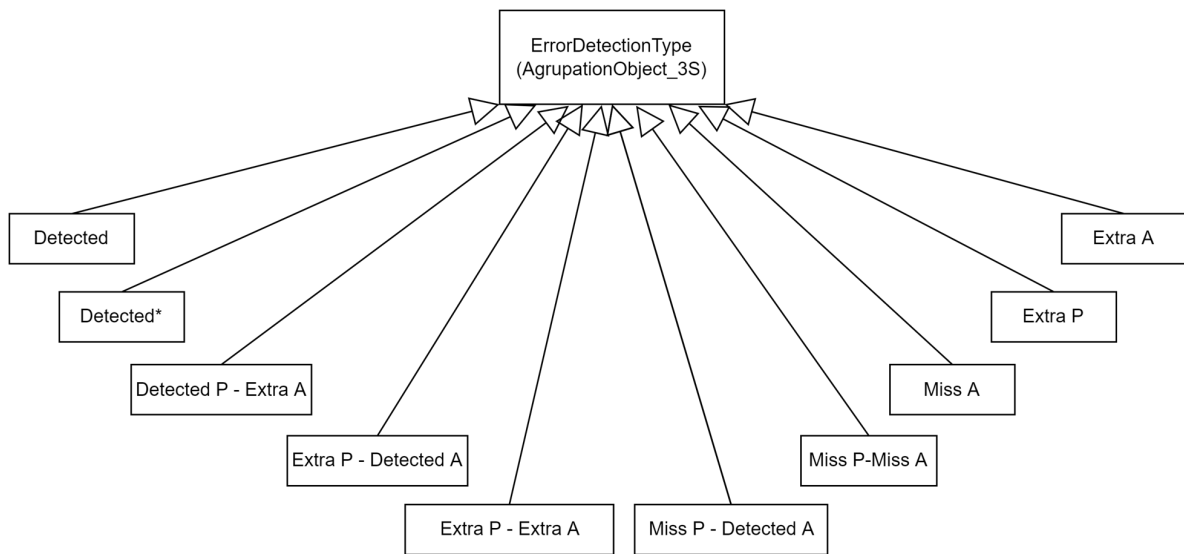 ErrorDetectionType
(AgrupationObject_3S)
Detected
Extra A
Detected*
Extra P
Detected P - Extra A
Miss A
Extra P - Detected A
Miss P-Miss A
Extra P - Extra A
Miss P - Detected A